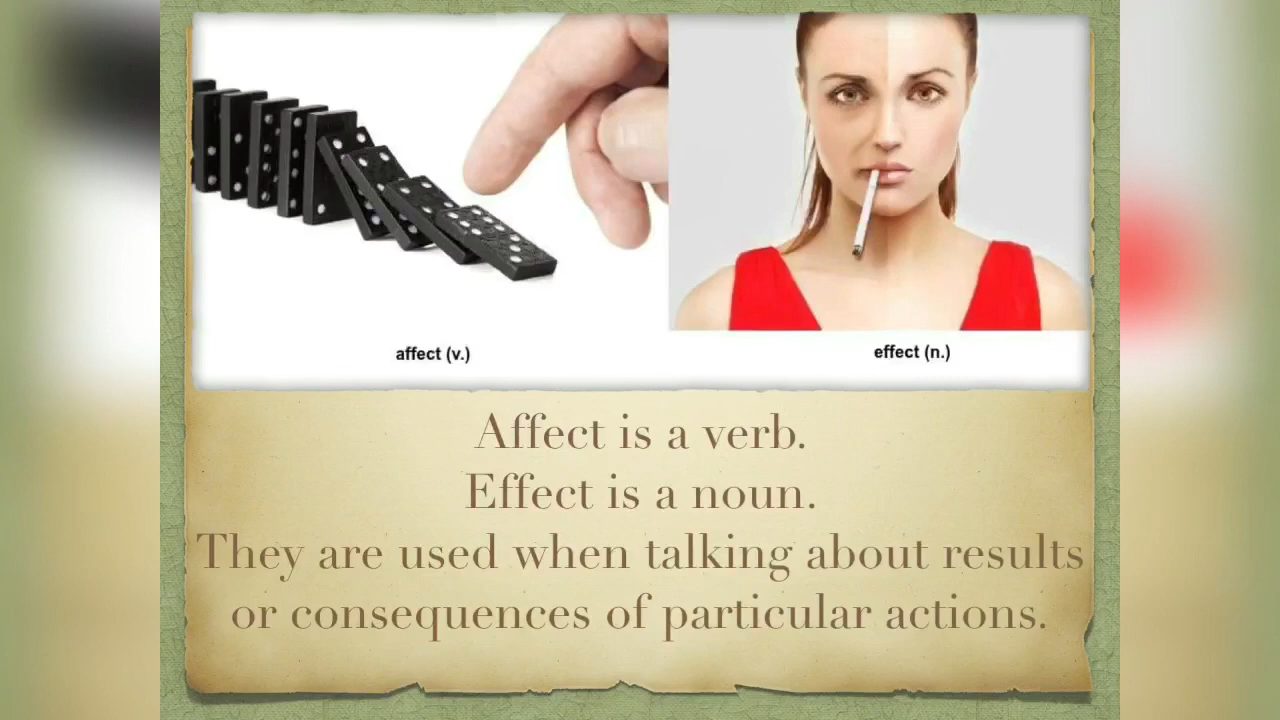 affect (v.)
effect (n.)
Affect is a verb.
Effect is a noun.
They are used when talking about results
or consequences of particular actions.